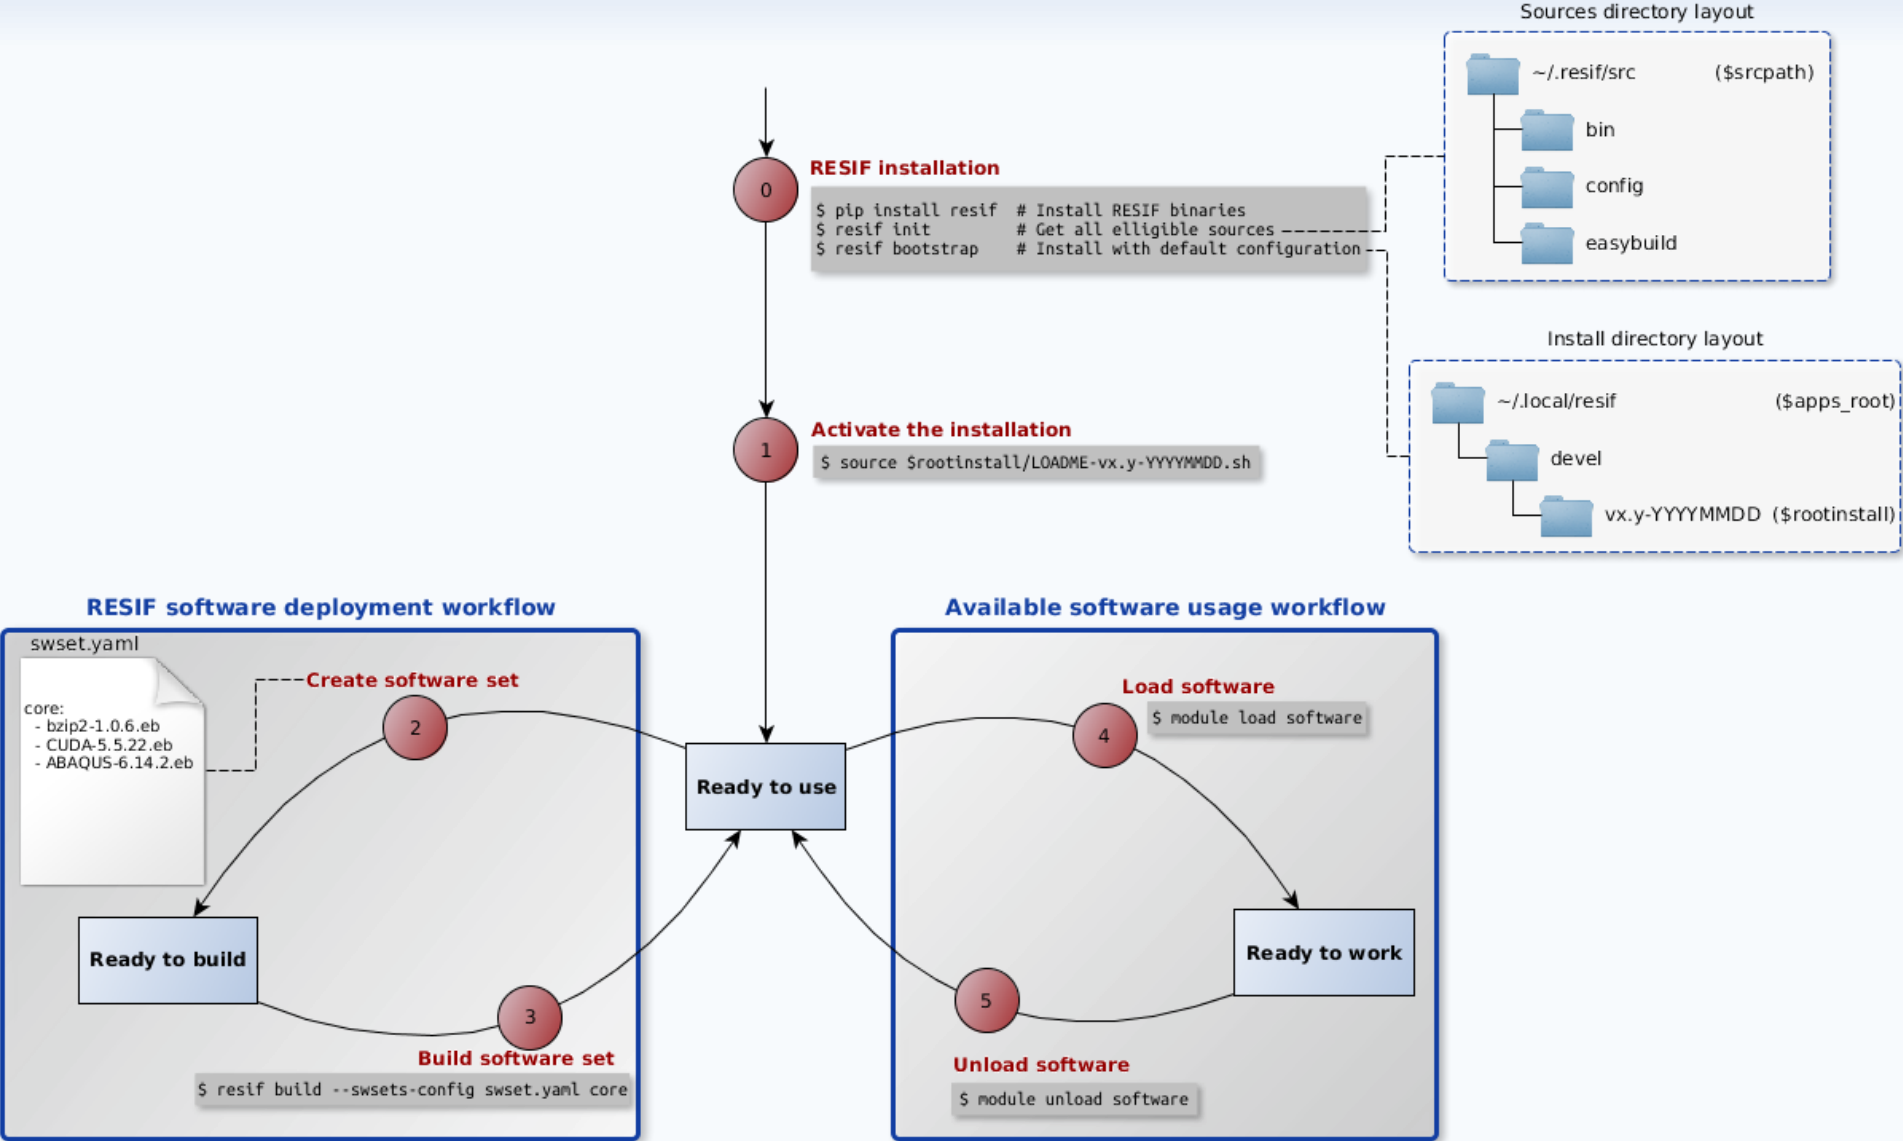 Sources directory layout
~/.resif/src ($srcpath)
bin
config
easybuild
0
RESIF installation
$ pip install resif # Install RESIF binaries
$ resif init # Get all elligible sources
$ resif bootstrap # Install with default configuration
Install directory layout
~/.local/resif ($apps_root)
devel
vx.y-YYYYMMDD ($rootinstall)
1
Activate the installation
$ source $rootinstall/LOADME-vx.y-YYYYMMDD.sh
RESIF software deployment workflow
swset.yaml
core:
- bzip2-1.0.6.eb
- CUDA-5.5.22.eb
- ABAQUS-6.14.2.eb
Create software set
2
Ready to use
Ready to build
3
Build software set
$ resif build --swsets-config swset.yaml core
Available software usage workflow
Load software
4
$ module load software
Ready to work
5
Unload software
$ module unload software